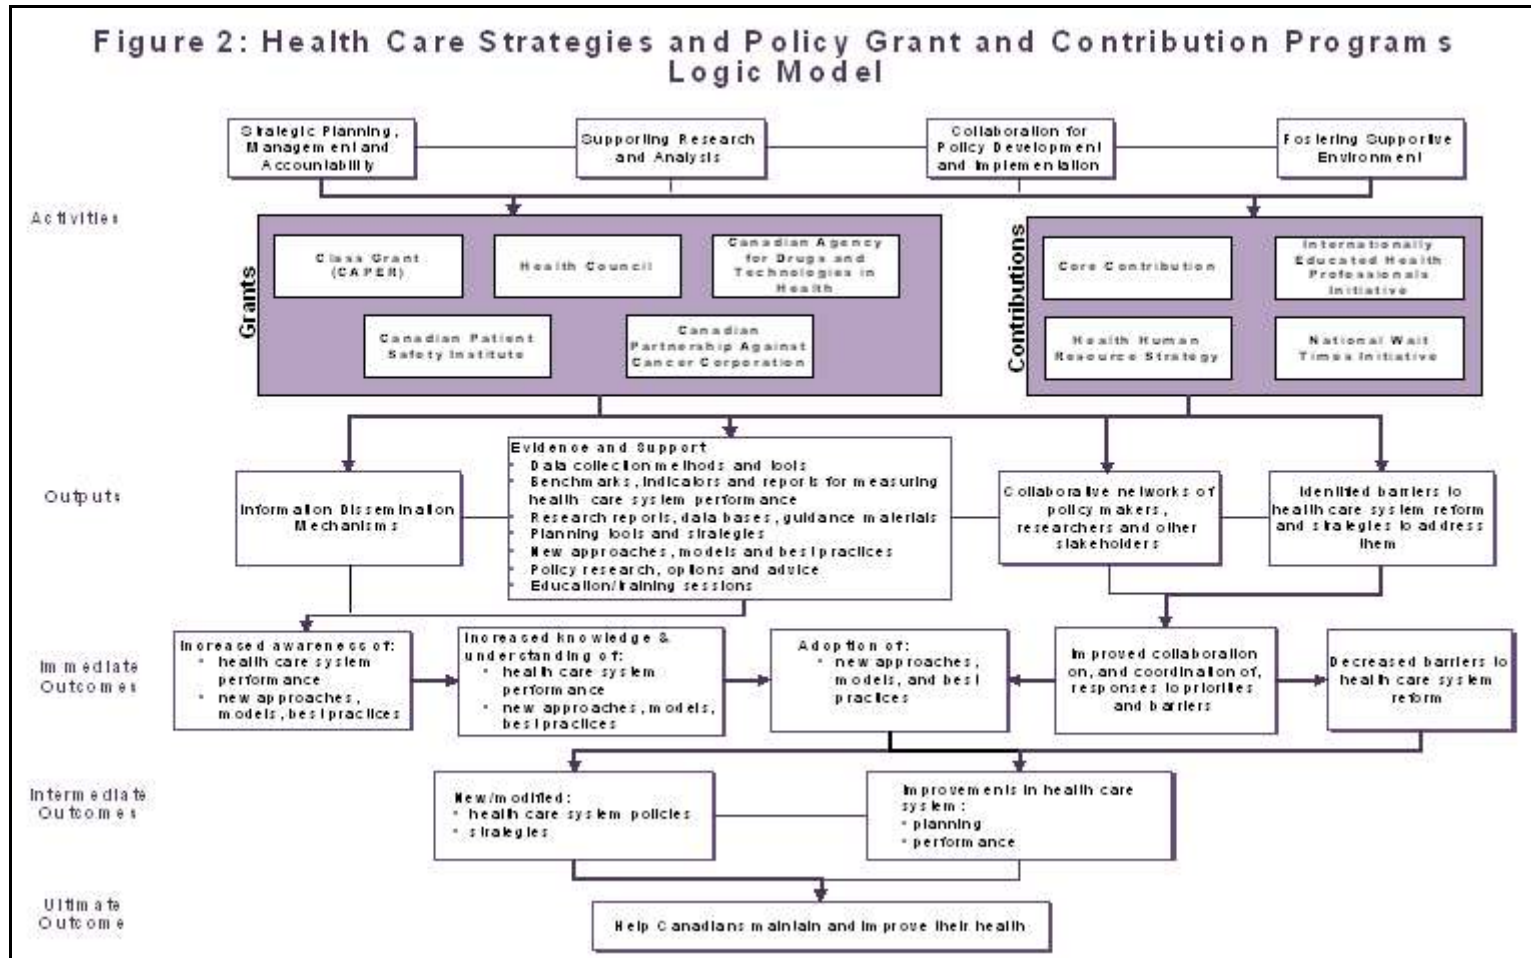 Figure 2: Health Care Strategies and Policy Grant and Contribution Programs
Logic Model
Strategic Planning,
Management and
Accountability
Supporting Research
and Analysis
Collaboration for
Policy Development
and Implementation
Fostering Supportive
Environment
Activities
Grants
Class Grant
(CAPER)
Health Council
Canadian Agency
for Drugs and
Technologies in
Health
Canadian Patient
Safety Institute
Canadian
Partnership Against
Cancer Corporation
Contributions
Core Contribution
Internationally
Educated Health
Professionals
Initiative
Health Human
Resource Strategy
National Wait
Times Initiative
Outputs
Information Dissemination
Mechanisms
Evidence and Support
• Data collection methods and tools
• Benchmarks, indicators and reports for measuring
health care system performance
• Research reports, data bases, guidance materials
• Planning tools and strategies
• New approaches, models and best practices
• Policy research, options and advice
• Education/training sessions
Collaborative networks of
policy makers,
researchers and other
stakeholders
Identified barriers to
health care system reform
and strategies to address
them
Immediate
Outcomes
Increased awareness of:
• health care system
performance
• new approaches,
models, best practices
Increased knowledge &
understanding of:
• health care system
performance
• new approaches, models,
best practices
Adoption of:
• new approaches,
models, and best
practices
Improved collaboration
on, and coordination of,
responses to priorities
and barriers
Decreased barriers to
health care system
reform
Intermediate
Outcomes
New/modified:
• health care system policies
• strategies
Improvements in health care
system:
• planning
• performance
Ultimate
Outcome
Help Canadians maintain and improve their health